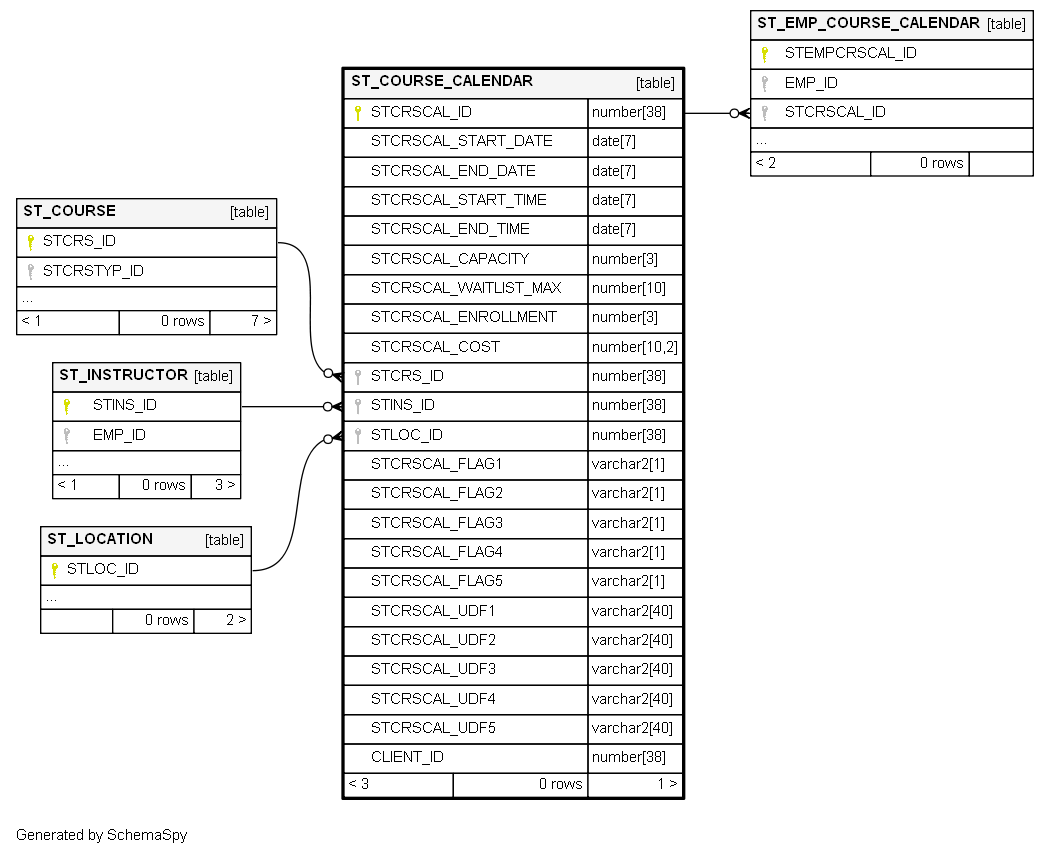 ST_EMP_COURSE_CALENDAR [table]
STEMPCRSCAL_ID
EMP_ID
STCRSCAL_ID
...
< 2 0 rows
ST_COURSE_CALENDAR [table]
STCRSCAL_ID number[38]
STCRSCAL_START_DATE date[7]
STCRSCAL_END_DATE date[7]
STCRSCAL_START_TIME date[7]
STCRSCAL_END_TIME date[7]
STCRSCAL_CAPACITY number[3]
STCRSCAL_WAITLIST_MAX number[10]
STCRSCAL_ENROLLMENT number[3]
STCRSCAL_COST number[10,2]
STCRS_ID number[38]
STINS_ID number[38]
STLOC_ID number[38]
STCRSCAL_FLAG1 varchar2[1]
STCRSCAL_FLAG2 varchar2[1]
STCRSCAL_FLAG3 varchar2[1]
STCRSCAL_FLAG4 varchar2[1]
STCRSCAL_FLAG5 varchar2[1]
STCRSCAL_UDF1 varchar2[40]
STCRSCAL_UDF2 varchar2[40]
STCRSCAL_UDF3 varchar2[40]
STCRSCAL_UDF4 varchar2[40]
STCRSCAL_UDF5 varchar2[40]
CLIENT_ID number[38]
< 3 0 rows 1 >
ST_COURSE [table]
STCRS_ID
STCRSTYP_ID
...
< 1 0 rows 7 >
ST_INSTRUCTOR [table]
STINS_ID
EMP_ID
...
< 1 0 rows 3 >
ST_LOCATION [table]
STLOC_ID
...
0 rows 2 >
Generated by SchemaSpy